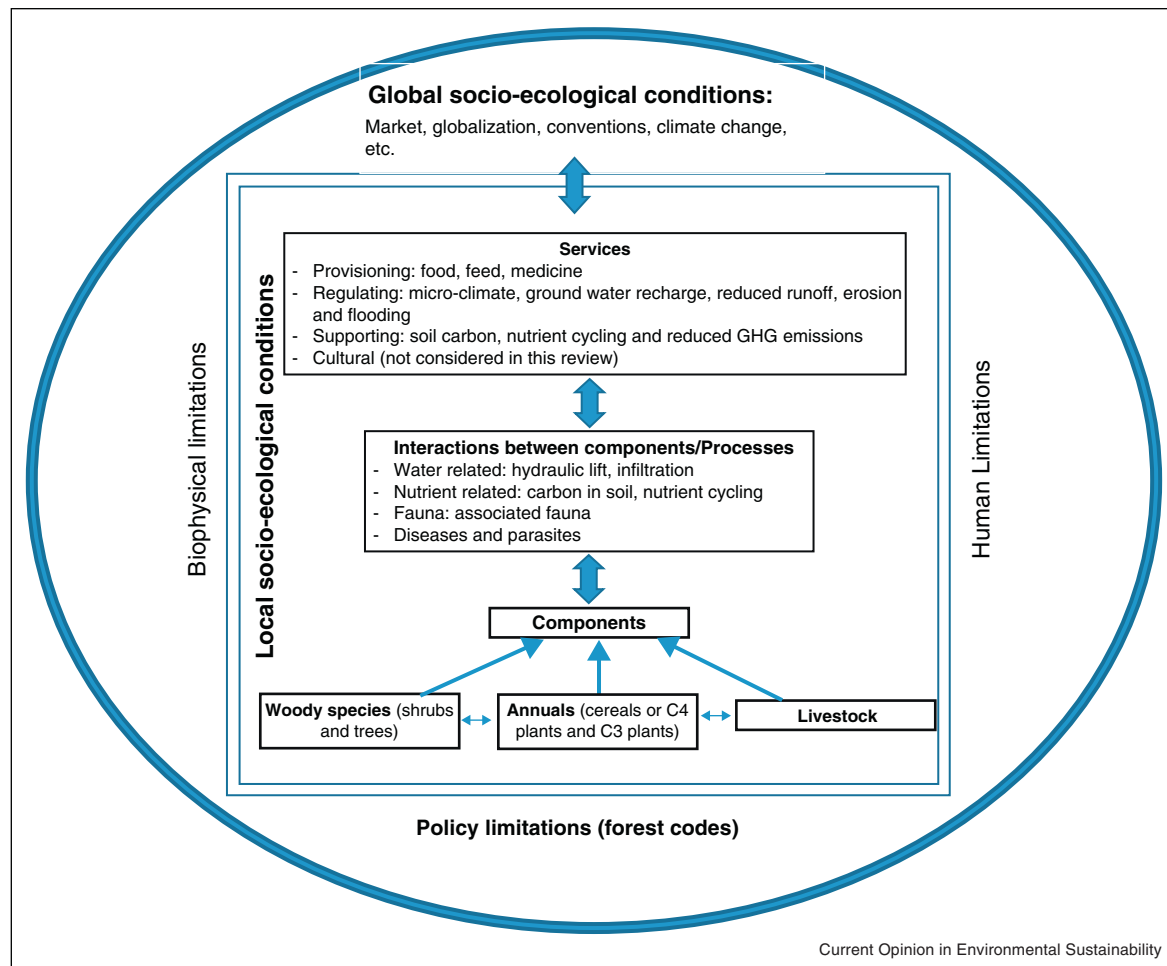 Global socio-ecological conditions:
Market, globalization, conventions, climate change,
etc.
Biophysical limitations
Local socio-ecological conditions
Services
- Provisioning: food, feed, medicine
- Regulating: micro-climate, ground water recharge, reduced runoff, erosion
and flooding
- Supporting: soil carbon, nutrient cycling and reduced GHG emissions
- Cultural (not considered in this review)
Interactions between components/Processes
- Water related: hydraulic lift, infiltration
- Nutrient related: carbon in soil, nutrient cycling
- Fauna: associated fauna
- Diseases and parasites
Components
Woody species (shrubs
and trees)
Annuals (cereals or C4
plants and C3 plants)
Livestock
Human Limitations
Policy limitations (forest codes)
Current Opinion in Environmental Sustainability